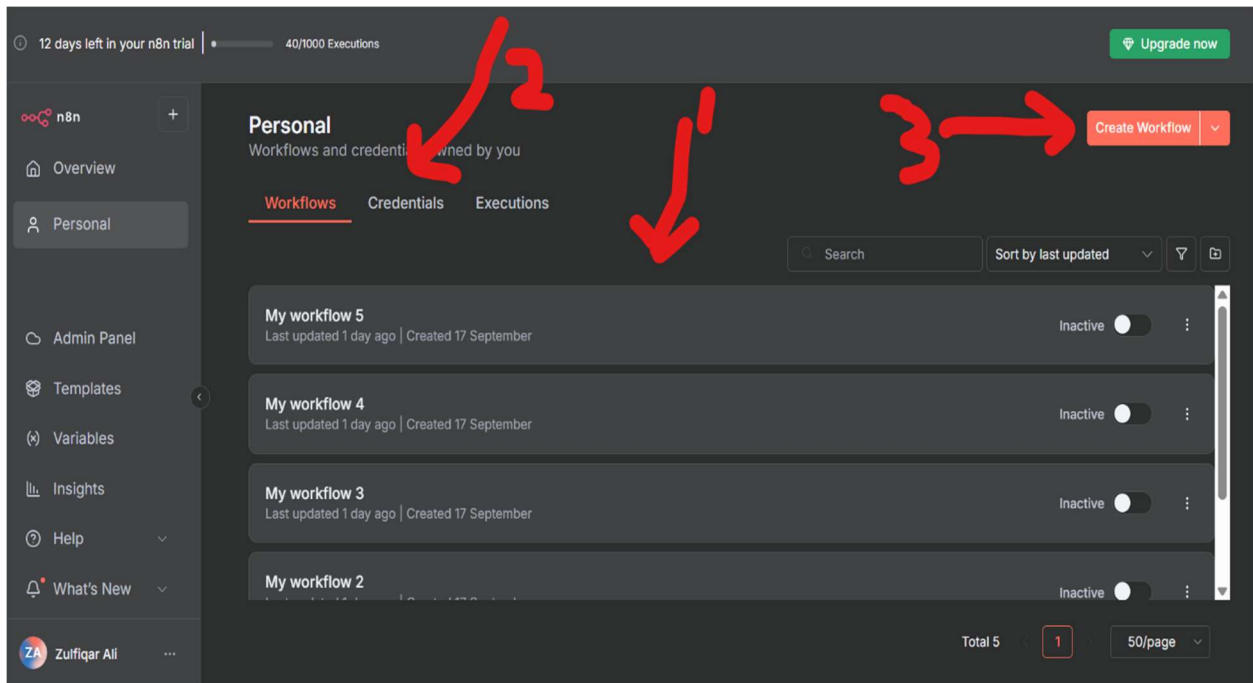 12 days left in your n8n trial
40/1000 Executions
Upgrade now
2
1
3
n8n
+
Overview
Personal
Admin Panel
Templates
Variables
Insights
Help
What's New
ZA Zulfiqar Ali
Personal
Create Workflow
Workflows and owned by you
Workflows Credentials Executions
Search
Sort by last updated
My workflow 5
Last updated 1 day ago | Created 17 September
Inactive
My workflow 4
Last updated 1 day ago | Created 17 September
Inactive
My workflow 3
Last updated 1 day ago | Created 17 September
Inactive
My workflow 2
Inactive
Total 5
1
50/page